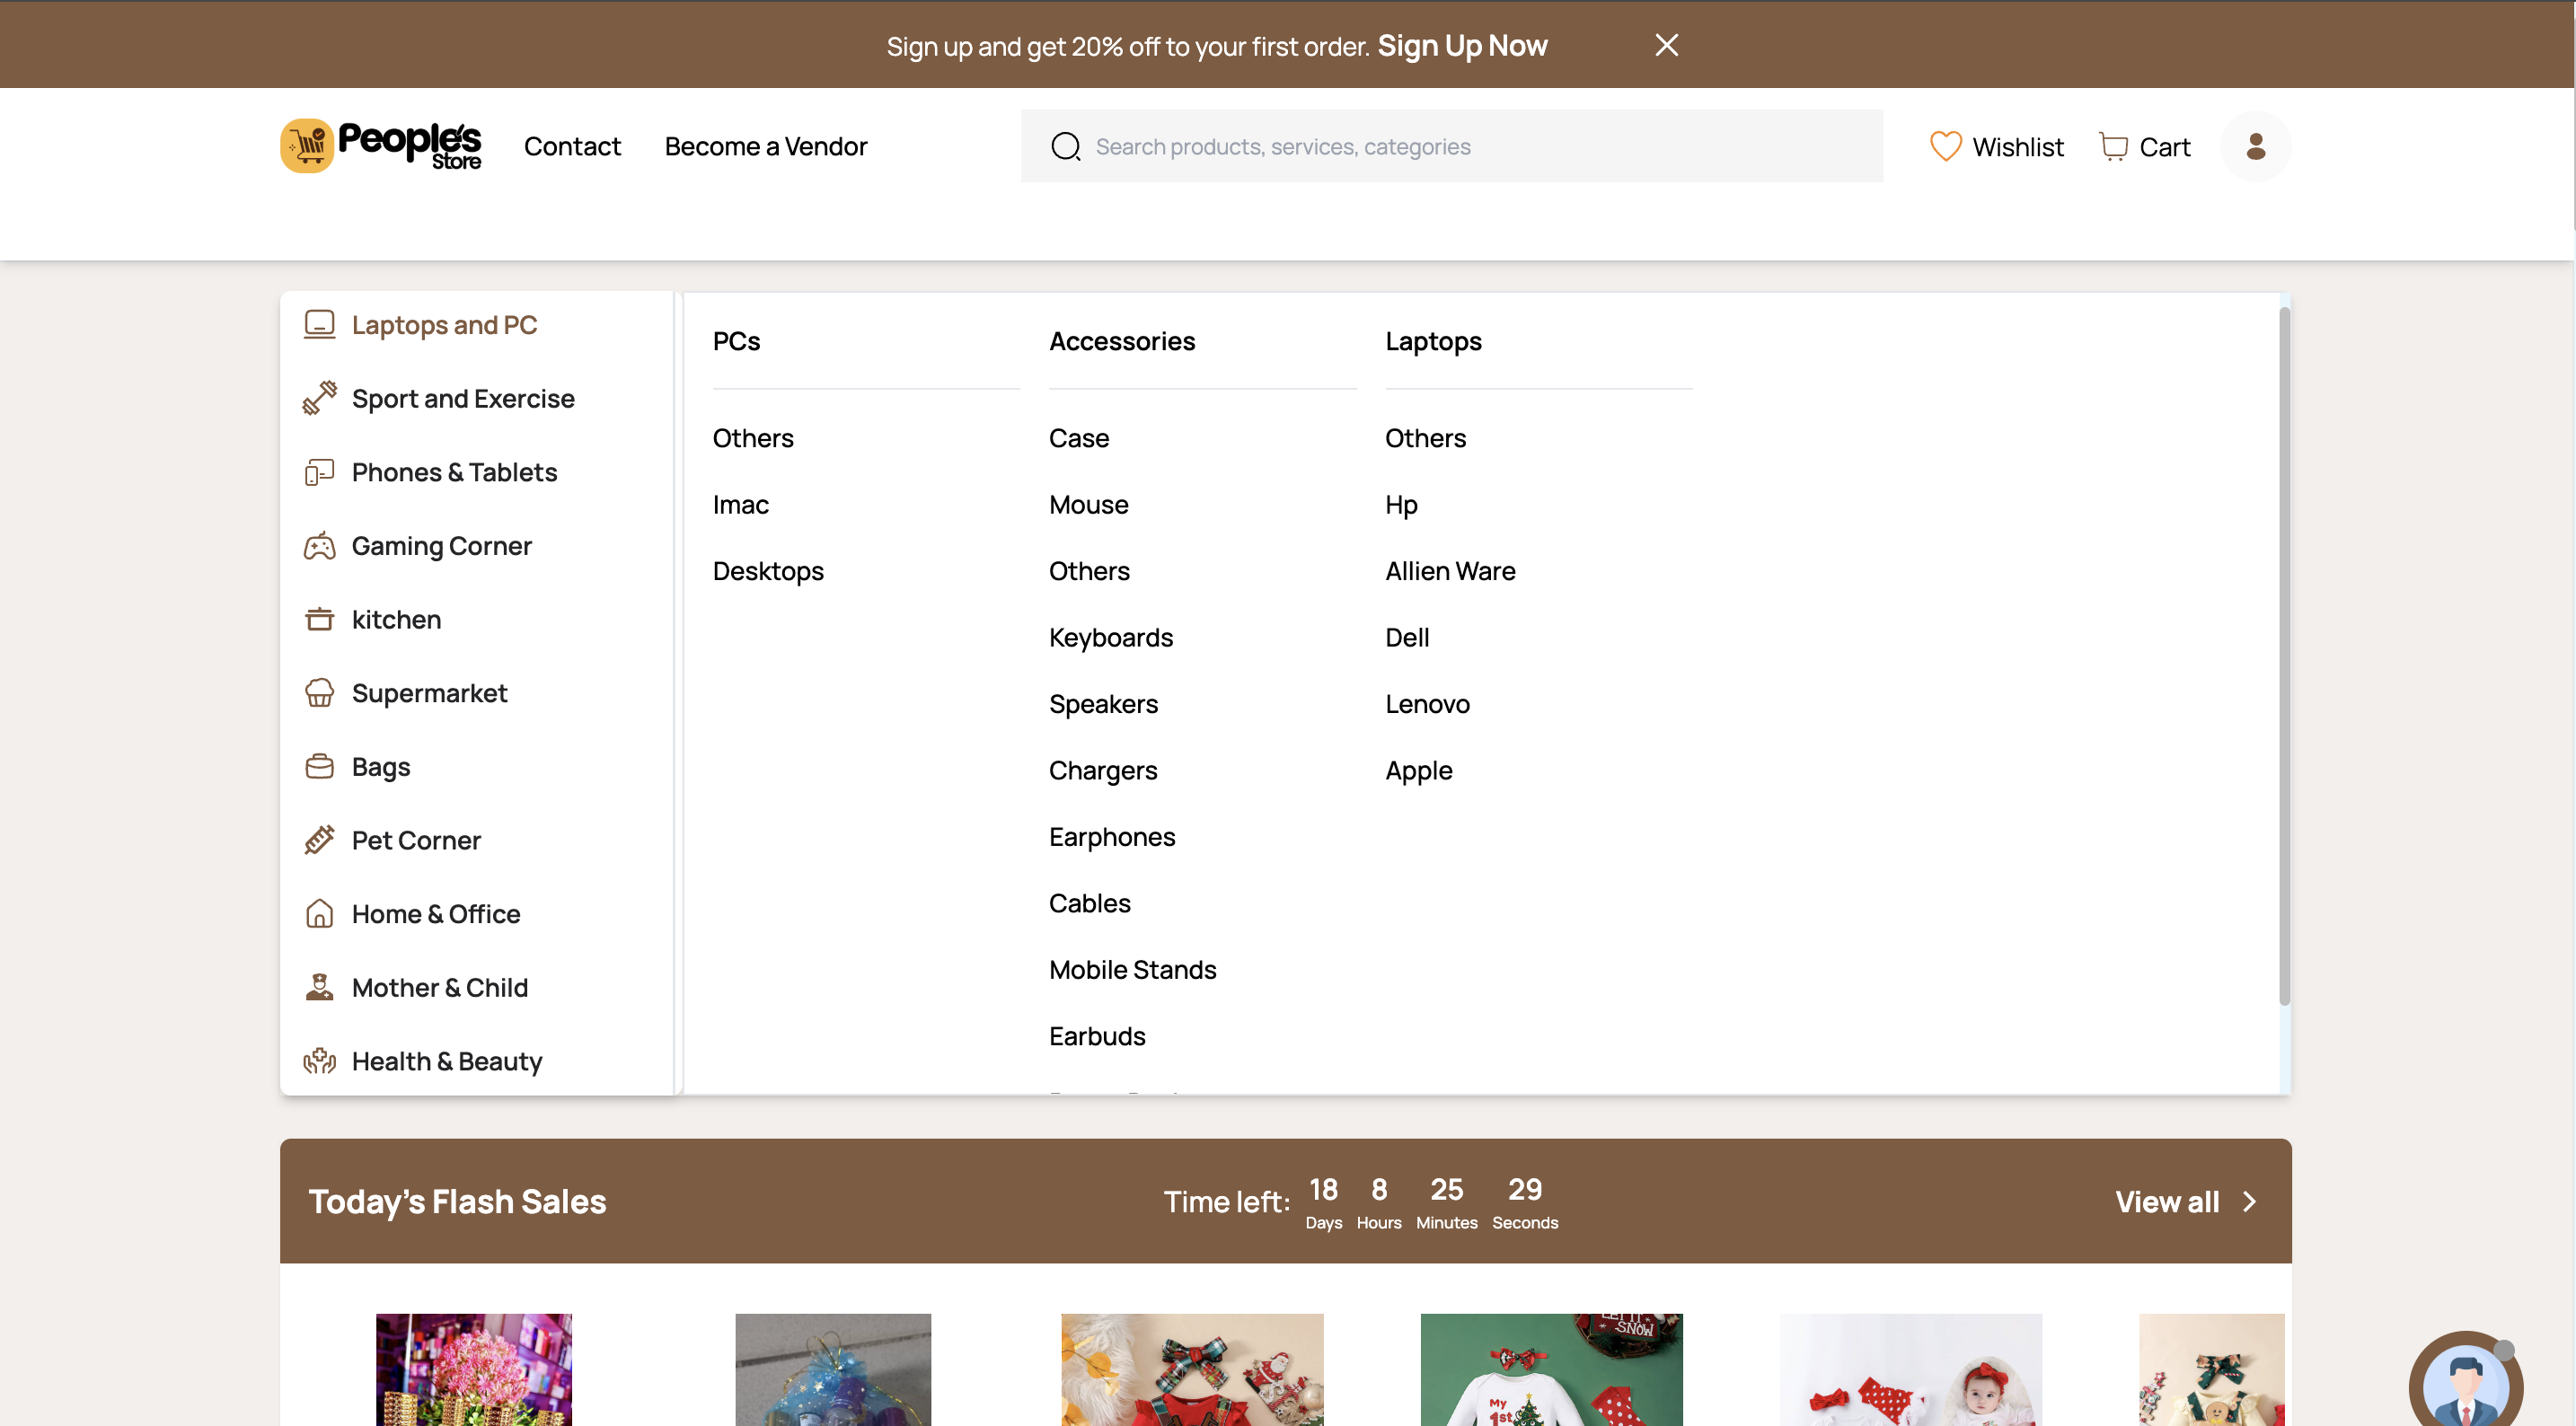 Sign up and get 20% off to your first order. Sign Up Now
People's
Store
Contact
Become a Vendor
Search products, services, categories
Wishlist
Cart
Laptops and PC
Sport and Exercise
Phones & Tablets
Gaming Corner
kitchen
Supermarket
Bags
Pet Corner
Home & Office
Mother & Child
Health & Beauty
PCs
Others
Imac
Desktops
Accessories
Case
Mouse
Others
Keyboards
Speakers
Chargers
Earphones
Cables
Mobile Stands
Earbuds
Laptops
Others
Hp
Allien Ware
Dell
Lenovo
Apple
Today's Flash Sales
Time left:
18 8 25 29
Days Hours Minutes Seconds
View all
SNOW
My
1st